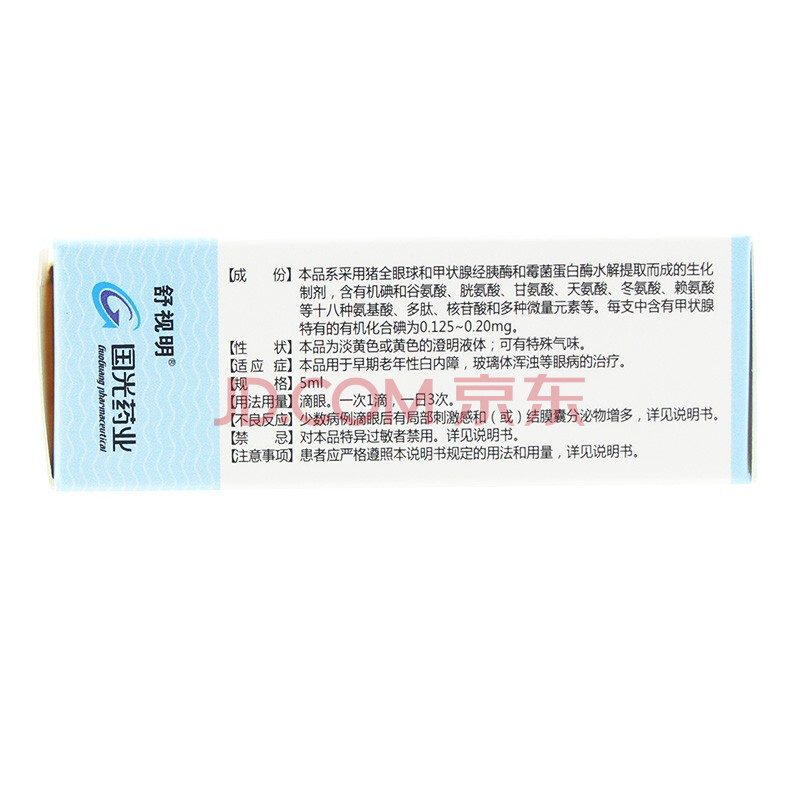 舒视明®
国光药业
Guoguang pharmaceutical
【成 份】本品系采用猪全眼球和甲状腺经胰酶和霉菌蛋白酶水解提取而成的生化
制剂，含有机碘和谷氨酸、胱氨酸、甘氨酸、天氨酸、冬氨酸、赖氨酸
等十八种氨基酸、多肽、核苷酸和多种微量元素等。每支中含有甲状腺
特有的有机化合碘为0.125~0.20mg。
【性 状】本品为淡黄色或黄色的澄明液体；可有特殊气味。
【适 应 症】本品用于早期老年性白内障，玻璃体浑浊等眼病的治疗。
【规 格】5ml
【用法用量】滴眼。一次1滴，一日3次。
【不良反应】少数病例滴眼后有局部刺激感和（或）结膜囊分泌物增多，详见说明书。
【禁 忌】对本品特异过敏者禁用。详见说明书。
【注意事项】患者应严格遵照本说明书规定的用法和用量，详见说明书。
JD.COM 京东